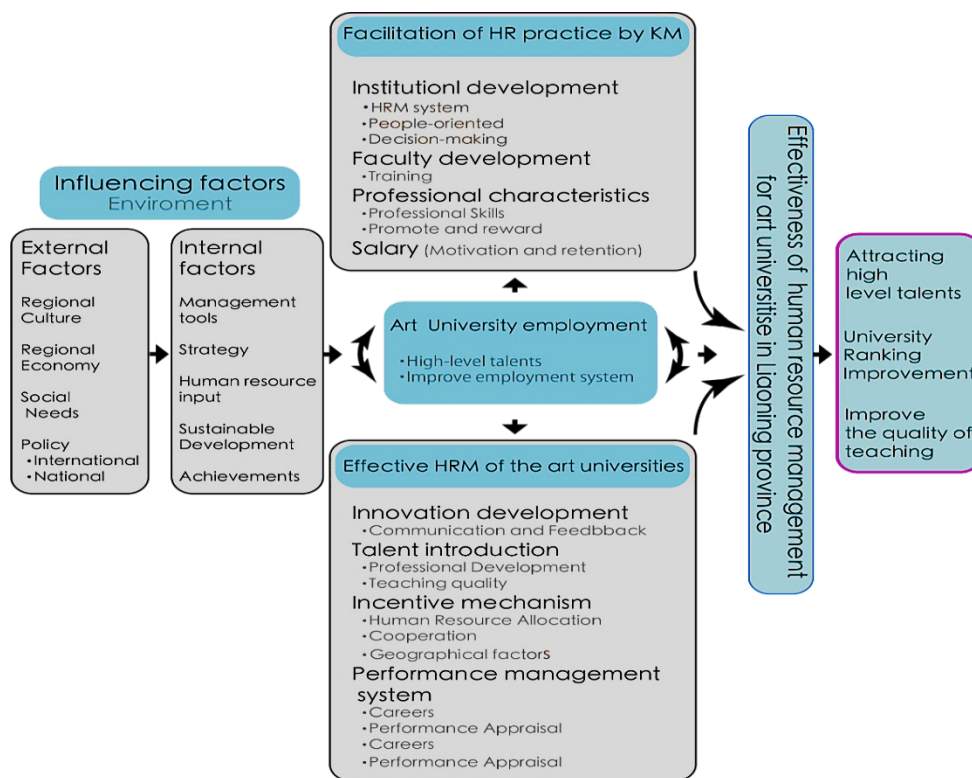 Facilitation of HR practice by KM
Institutionl development
•HRM system
•People-oriented
•Decision-making
Faculty development
•Training
Professional characteristics
•Professional Skills
•Promote and reward
Salary (Motivation and retention)
Influencing factors
Enviroment
External
Factors
Regional
Culture
Regional
Economy
Social
Needs
Policy
•International
•National
Internal
factors
Management
tools
Strategy
Human resource
input
Sustainable
Development
Achievements
Art University employment
•High-level talents
•Improve employment system
Effective HRM of the art universities
Innovation development
•Communication and Feedbback
Talent introduction
•Professional Development
•Teaching quality
Incentive mechanism
•Human Resource Allocation
•Cooperation
•Geographical factors
Performance management
system
•Careers
•Performance Appraisal
•Careers
•Performance Appraisal
Effectiveness of human resource management
for art universitise in Liaoning province
Attracting
high
level talents
University
Ranking
Improvement
Improve
the quality of
teaching